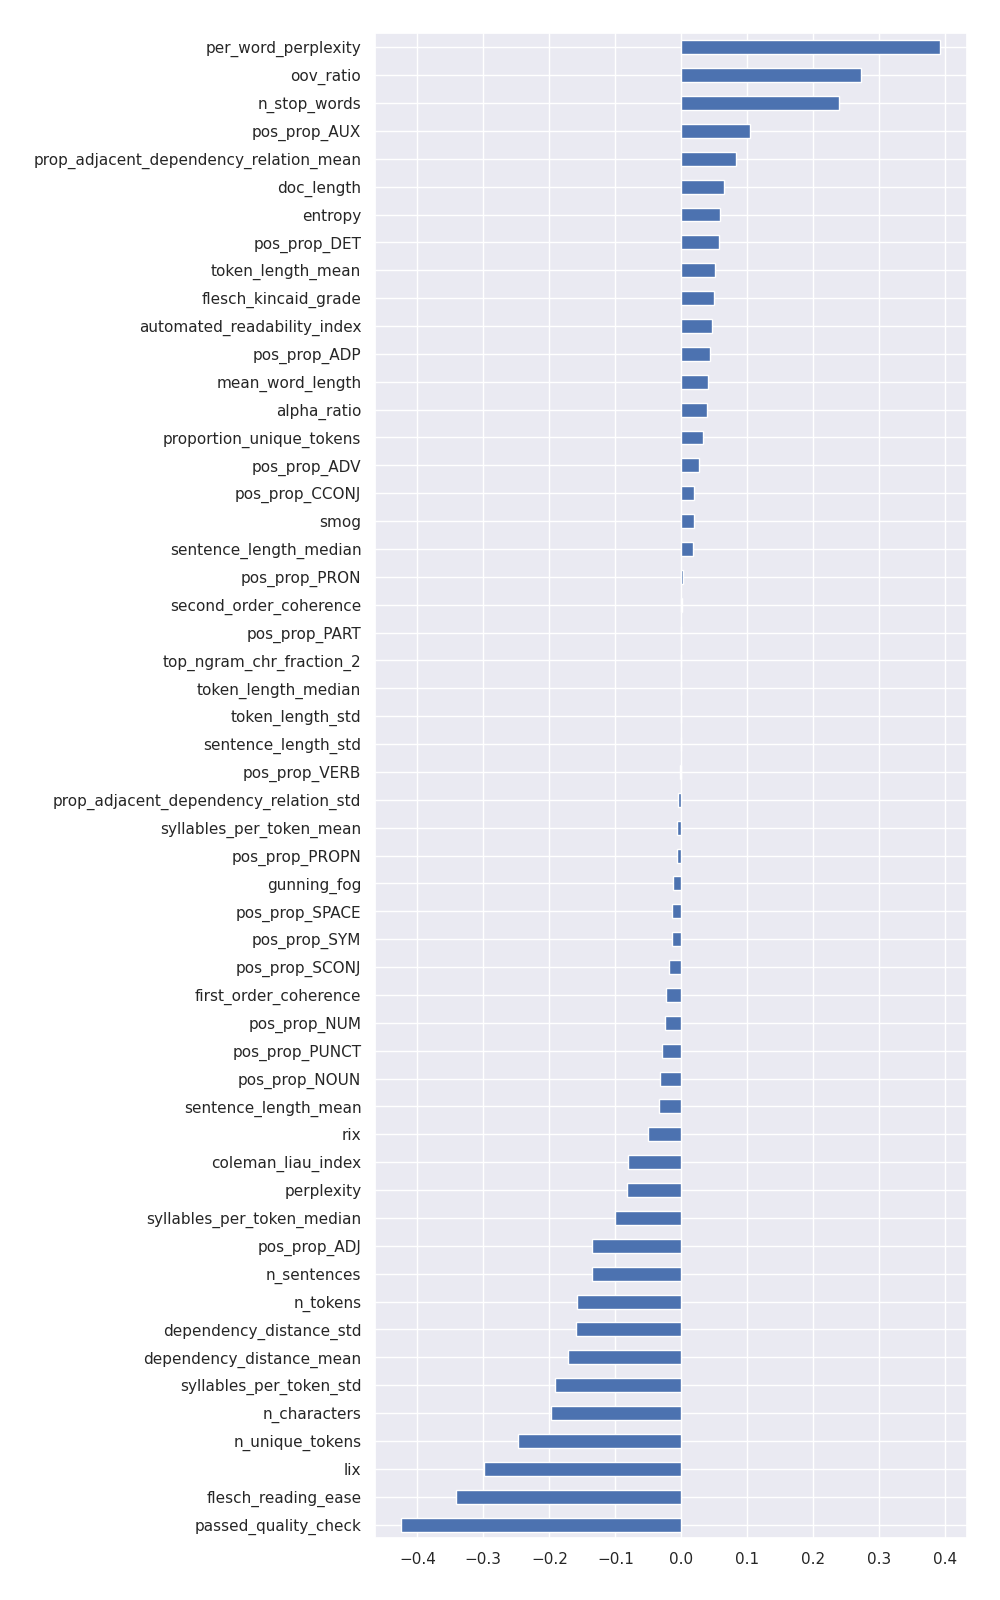 per_word_perplexity
oov_ratio
n_stop_words
pos_prop_AUX
prop_adjacent_dependency_relation_mean
doc_length
entropy
pos_prop_DET
token_length_mean
flesch_kincaid_grade
automated_readability_index
pos_prop_ADP
mean_word_length
alpha_ratio
proportion_unique_tokens
pos_prop_ADV
pos_prop_CCONJ
smog
sentence_length_median
pos_prop_PRON
second_order_coherence
pos_prop_PART
top_ngram_chr_fraction_2
token_length_median
token_length_std
sentence_length_std
pos_prop_VERB
prop_adjacent_dependency_relation_std
syllables_per_token_mean
pos_prop_PROPN
gunning_fog
pos_prop_SPACE
pos_prop_SYM
pos_prop_SCONJ
first_order_coherence
pos_prop_NUM
pos_prop_PUNCT
pos_prop_NOUN
sentence_length_mean
rix
coleman_liau_index
perplexity
syllables_per_token_median
pos_prop_ADJ
n_sentences
n_tokens
dependency_distance_std
dependency_distance_mean
syllables_per_token_std
n_characters
n_unique_tokens
lix
flesch_reading_ease
passed_quality_check
−0.4 −0.3 −0.2 −0.1 0.0 0.1 0.2 0.3 0.4